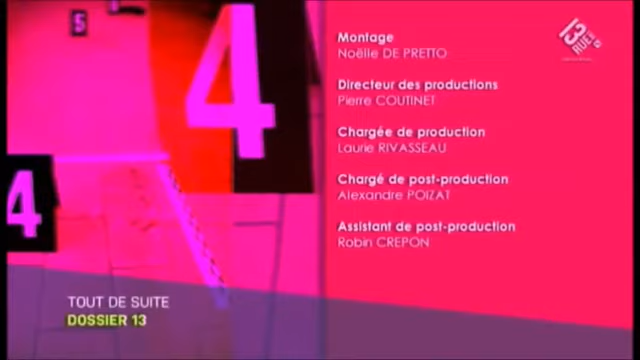 5
4
4
13
RUE
Montage
Noëlle DE PRETTO
Directeur des productions
Pierre COUTINET
Chargée de production
Laurie RIVASSEAU
Chargé de post-production
Alexandre POIZAT
Assistant de post-production
Robin CREPON
TOUT DE SUITE
DOSSIER 13